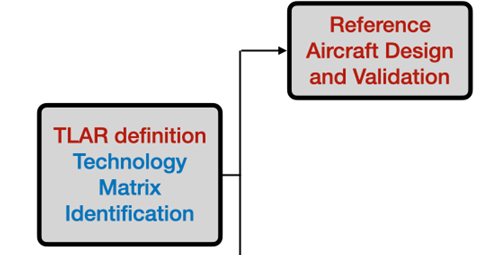 Reference
Aircraft Design
and Validation
TLAR definition
Technology
Matrix
Identification